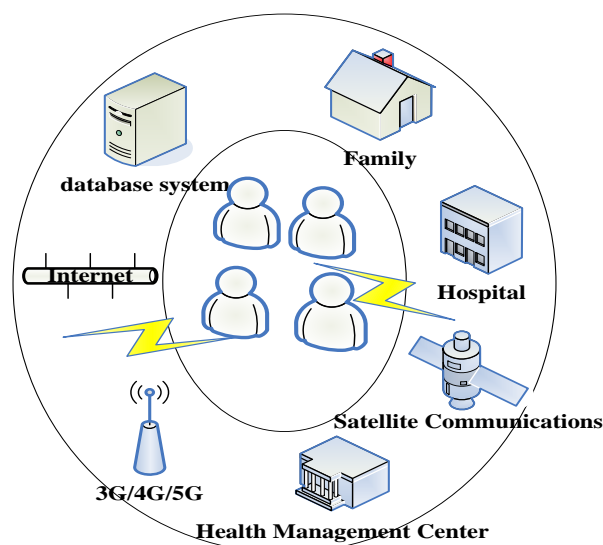 Family
database system
Internet
Hospital
Satellite Communications
3G/4G/5G
Health Management Center